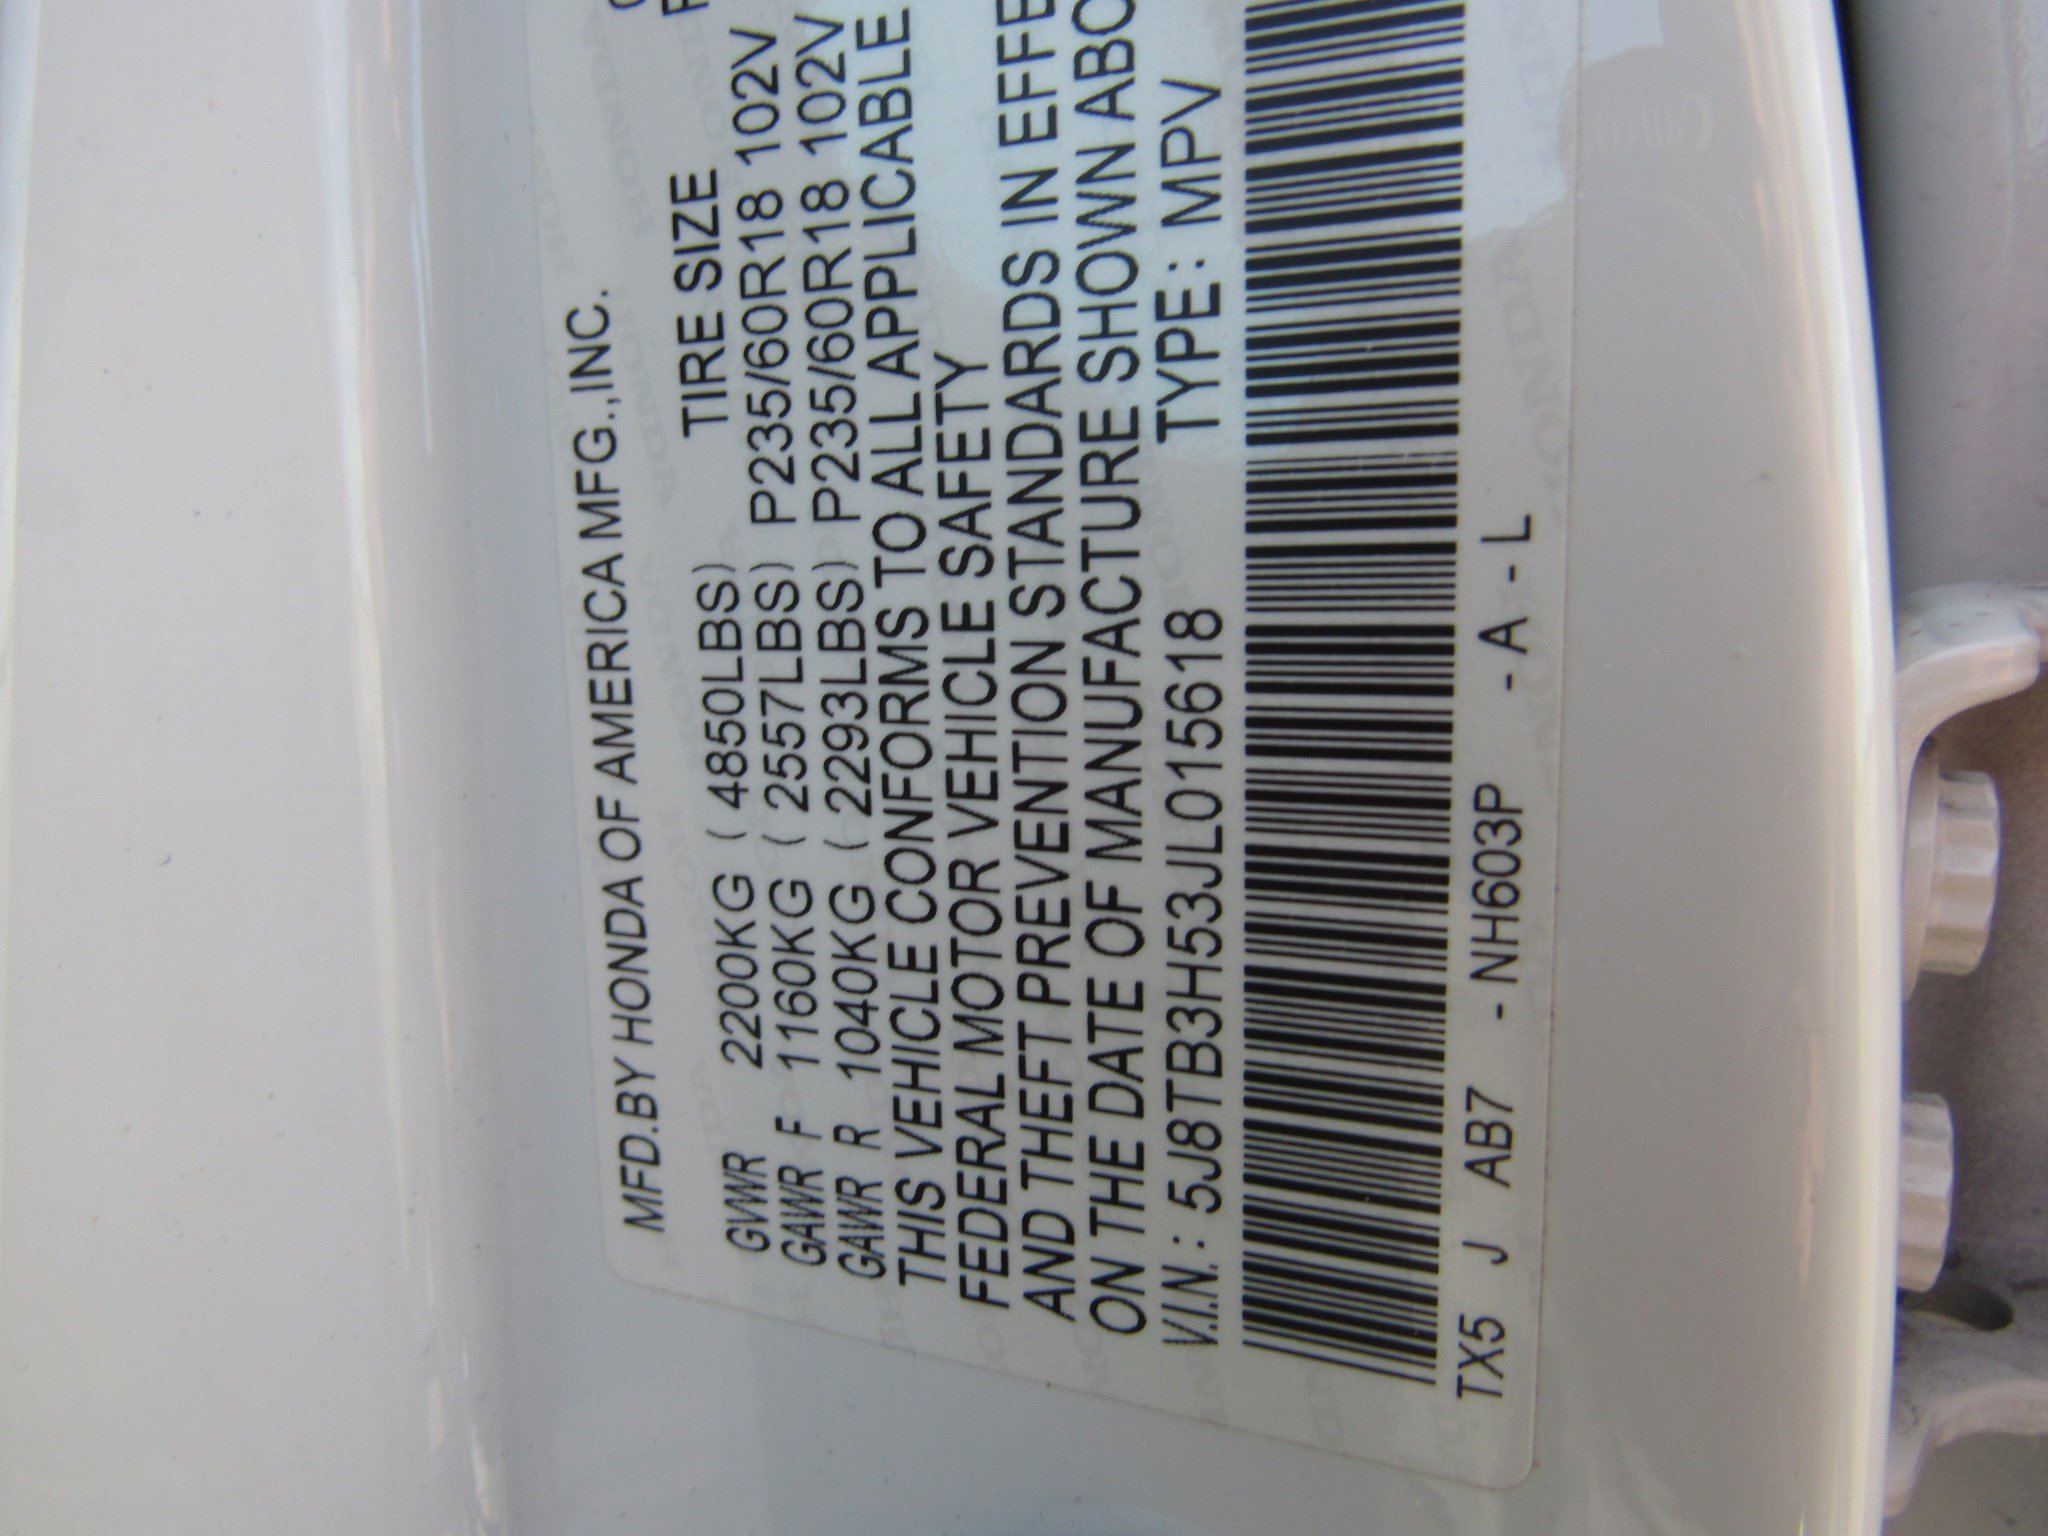 MFD.BY HONDA OF AMERICA MFG.,INC.
TIRE SIZE
GVWR 2200KG ( 4850LBS)
GAWR F 1160KG ( 2557LBS) P235/60R18 102V
GAWR R 1040KG ( 2293LBS) P235/60R18 102V
THIS VEHICLE CONFORMS TO ALL APPLICABLE
FEDERAL MOTOR VEHICLE SAFETY
AND THEFT PREVENTION STANDARDS IN EFFE
ON THE DATE OF MANUFACTURE SHOWN ABO
V.I.N. : 5J8TB3H53JL015618 TYPE : MPV
TX5 J AB7 - NH603P - A - L